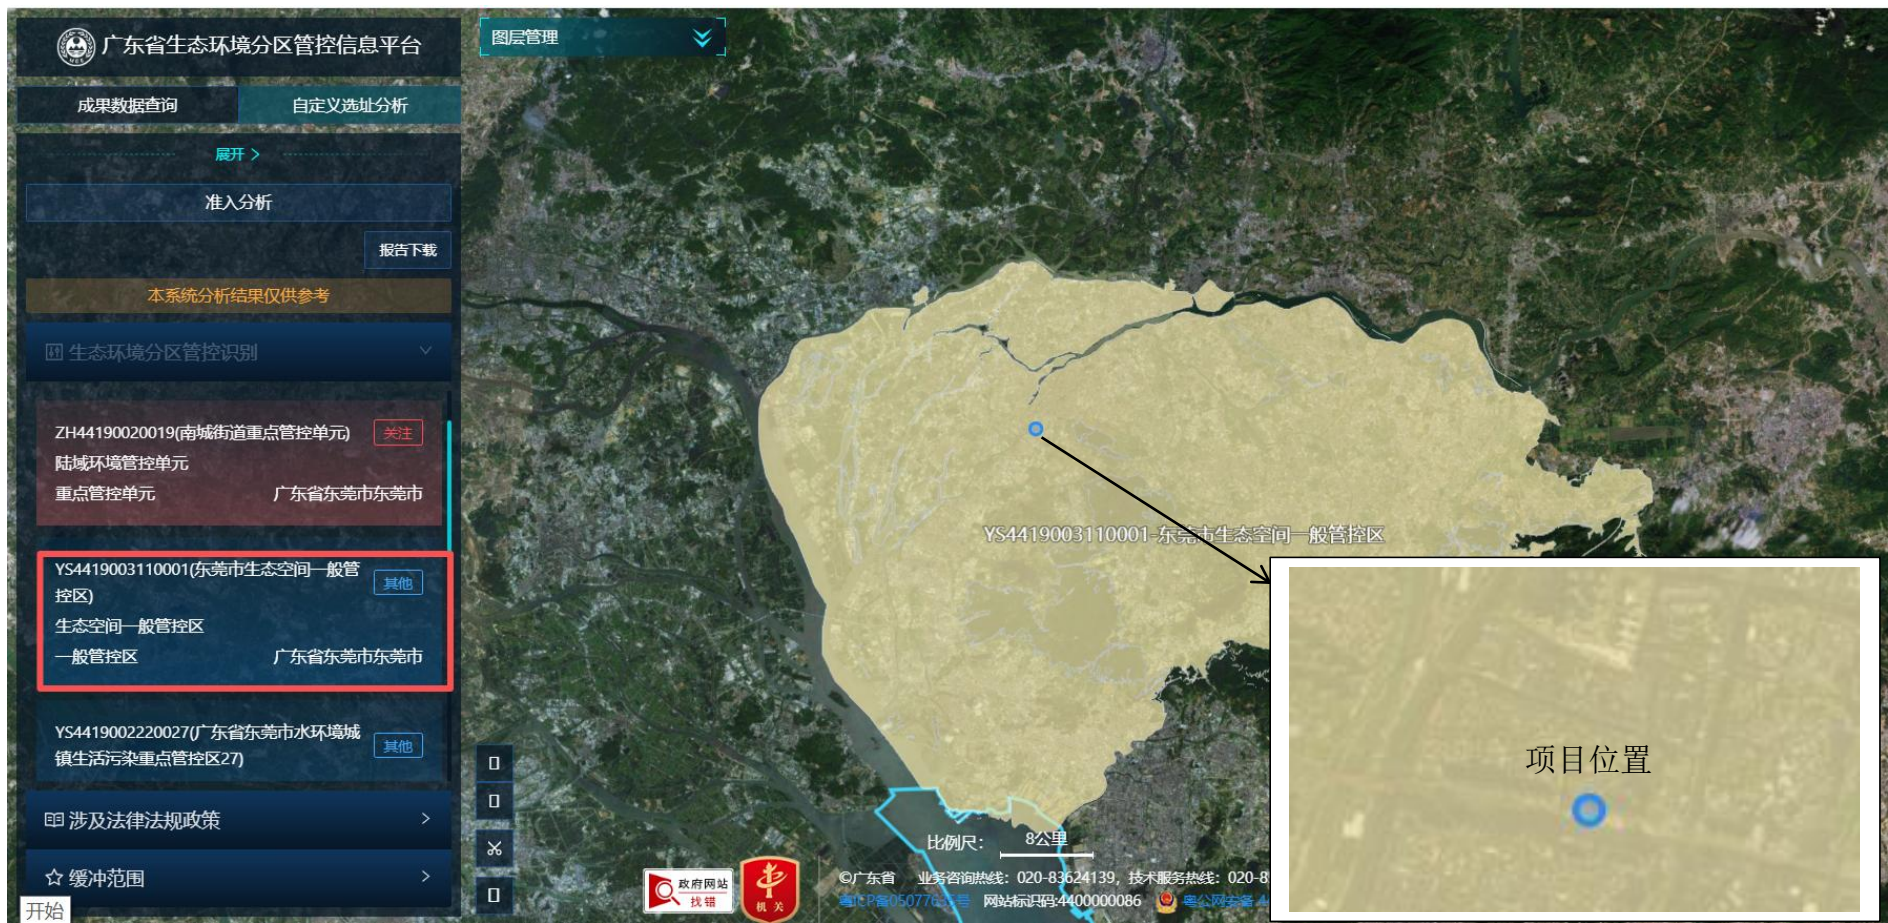 广东省生态环境分区管控信息平台
图层管理
成果数据查询
自定义选址分析
展开 >
准入分析
报告下载
本系统分析结果仅供参考
生态环境分区管控识别
ZH44190020019(南城街道重点管控单元)
关注
陆域环境管控单元
重点管控单元
广东省东莞市东莞市
YS4419003110001(东莞市生态空间一般管
控区)
其他
生态空间一般管控区
一般管控区
广东省东莞市东莞市
YS4419002220027(广东省东莞市水环境城
镇生活污染重点管控区27)
其他
涉及法律法规政策
缓冲范围
开始
YS4419003110001-东莞市生态空间一般管控区
项目位置
比例尺：
8公里
政府网站
找错
机关
©广东省
业务咨询热线：020-83624139，技术服务热线：020-8
网站标识码:4400000086